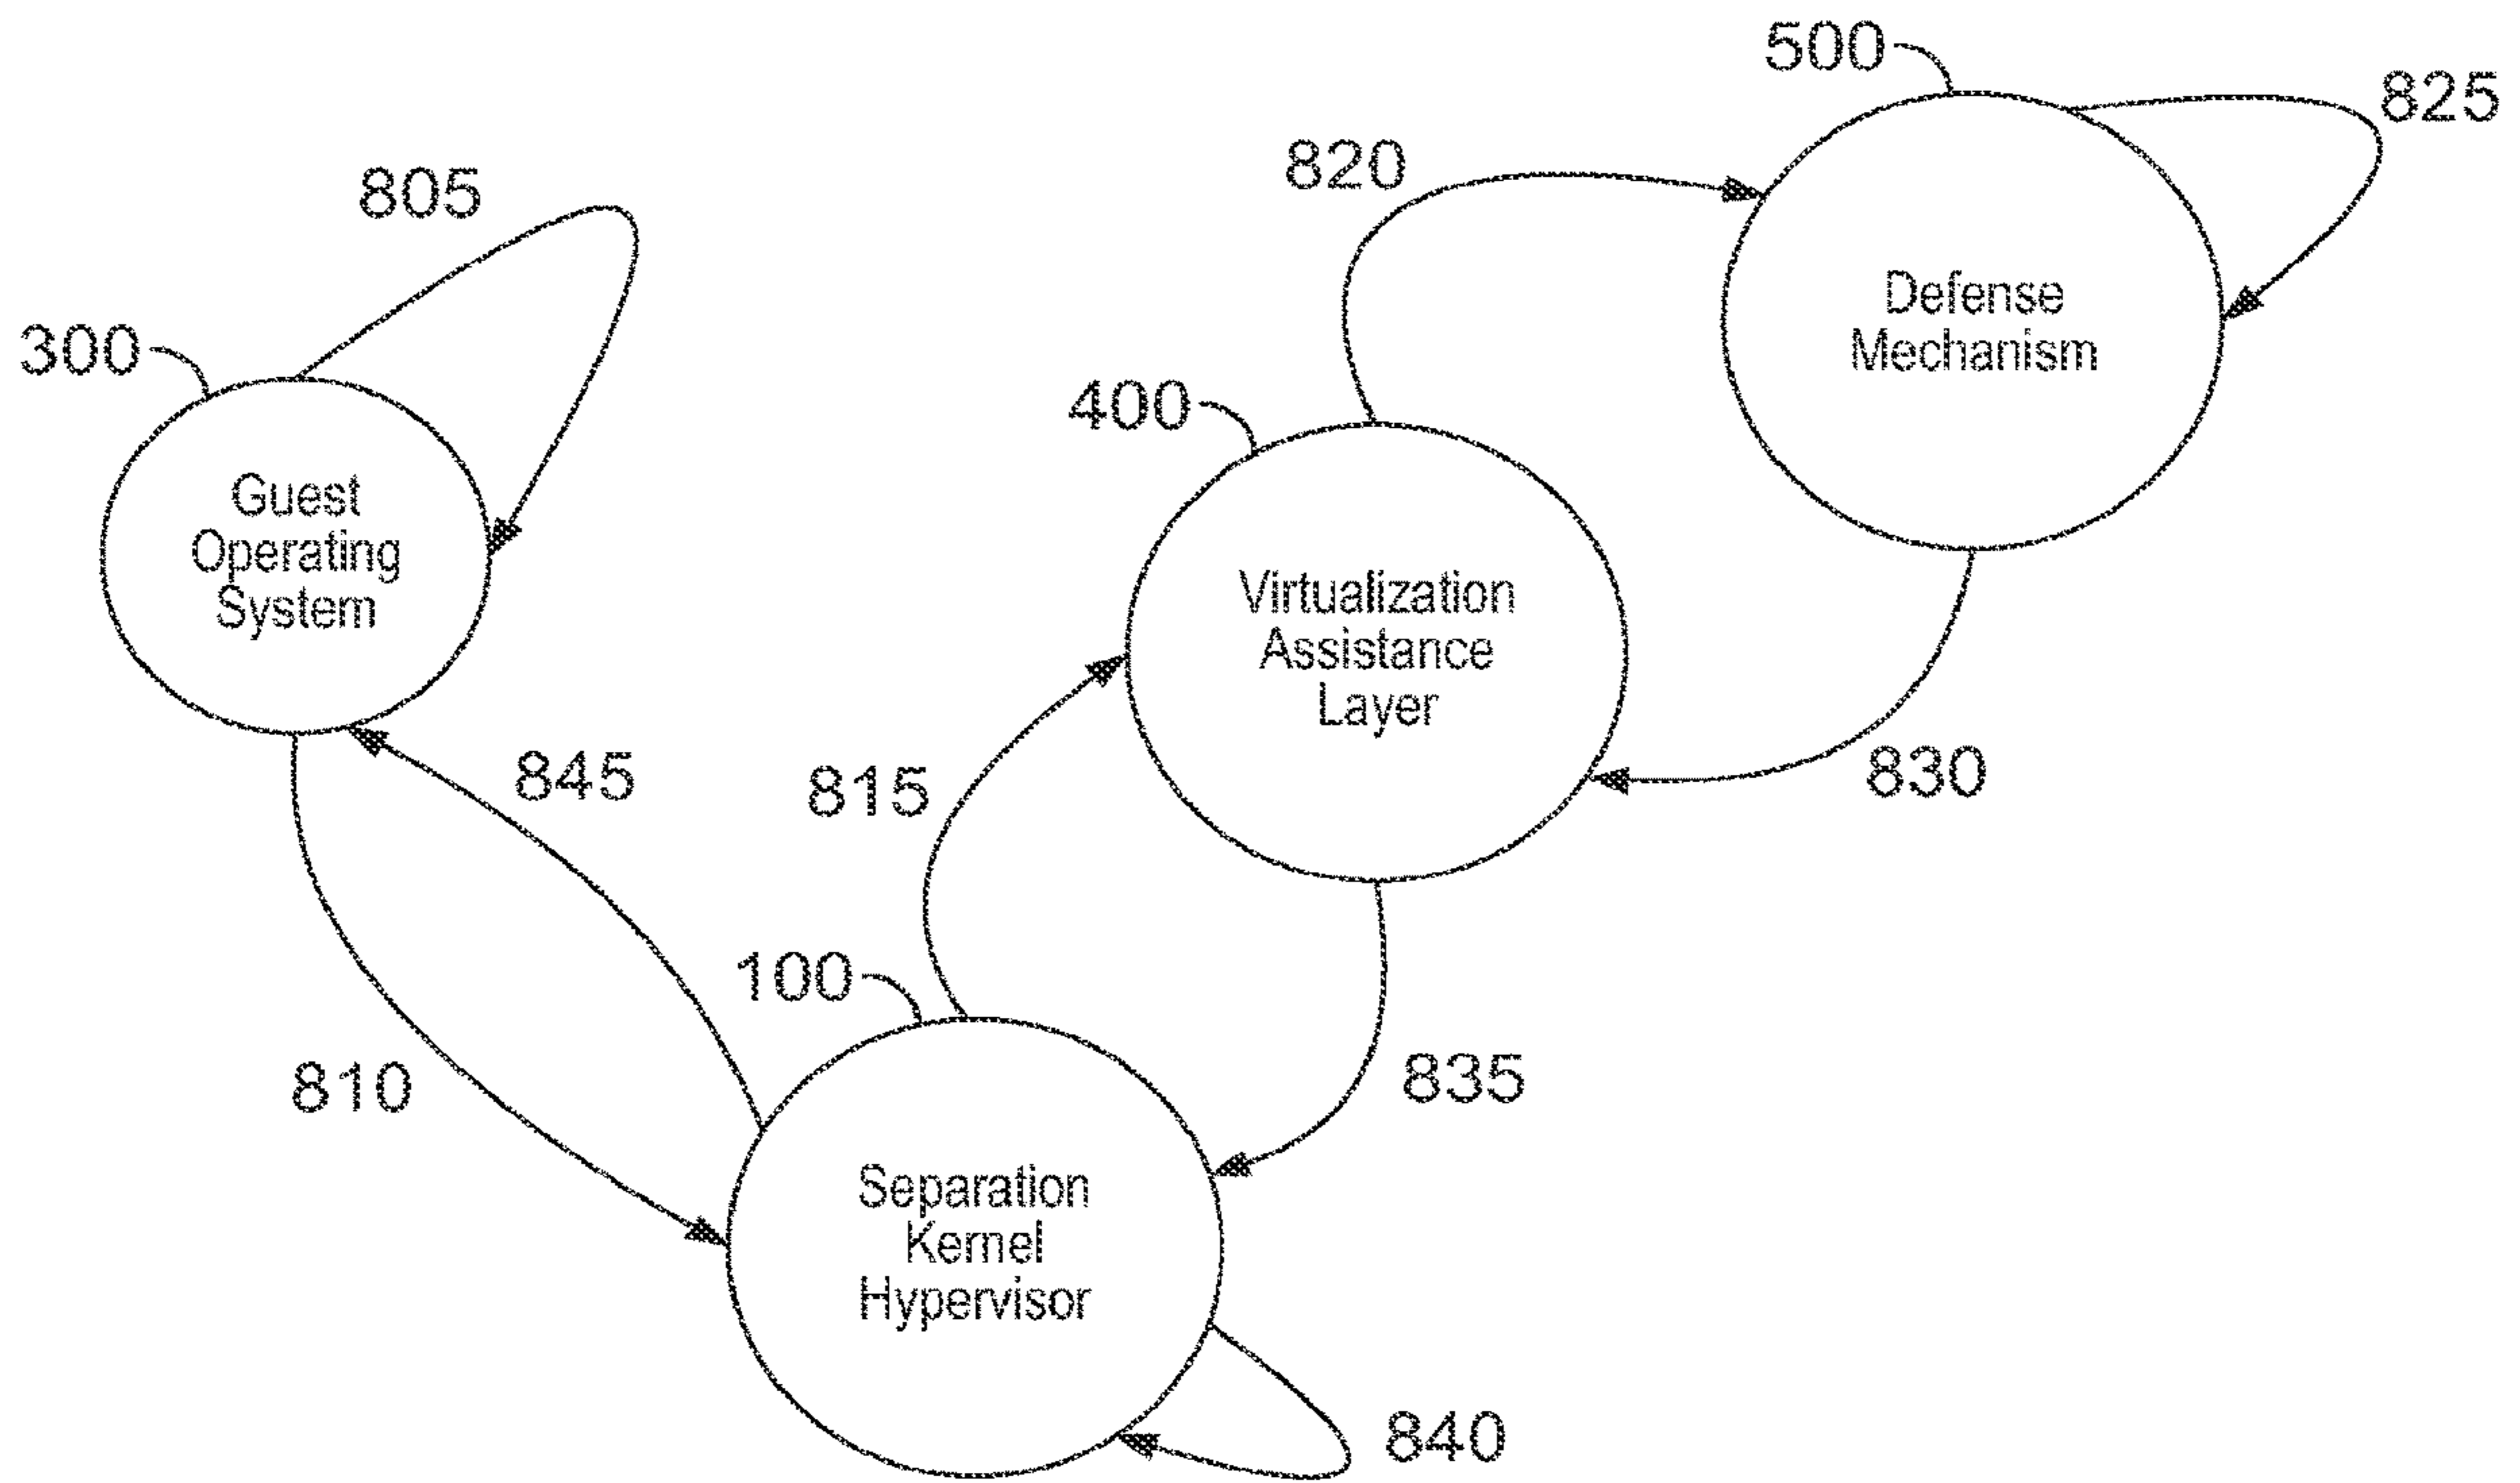 500
825
820
805
Defense
Mechanism
300
400
Guest
Operating
System
Virtualization
Assistance
Layer
845
815
830
100
810
835
Separation
Kernel
Hypervisor
840